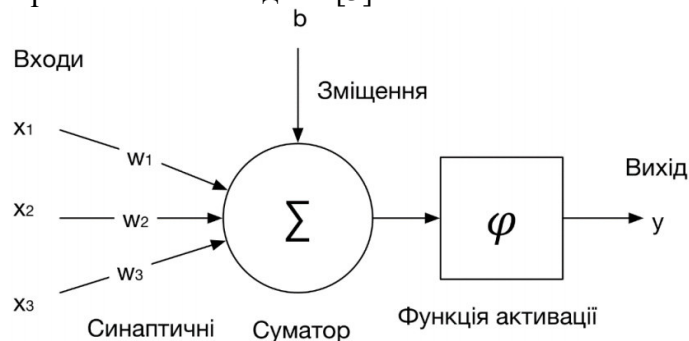 b
Входи
Зміщення
x1
w1
x2
w2
x3
w3
Σ
φ
Вихід
y
Синаптичні
Суматор
Функція активації